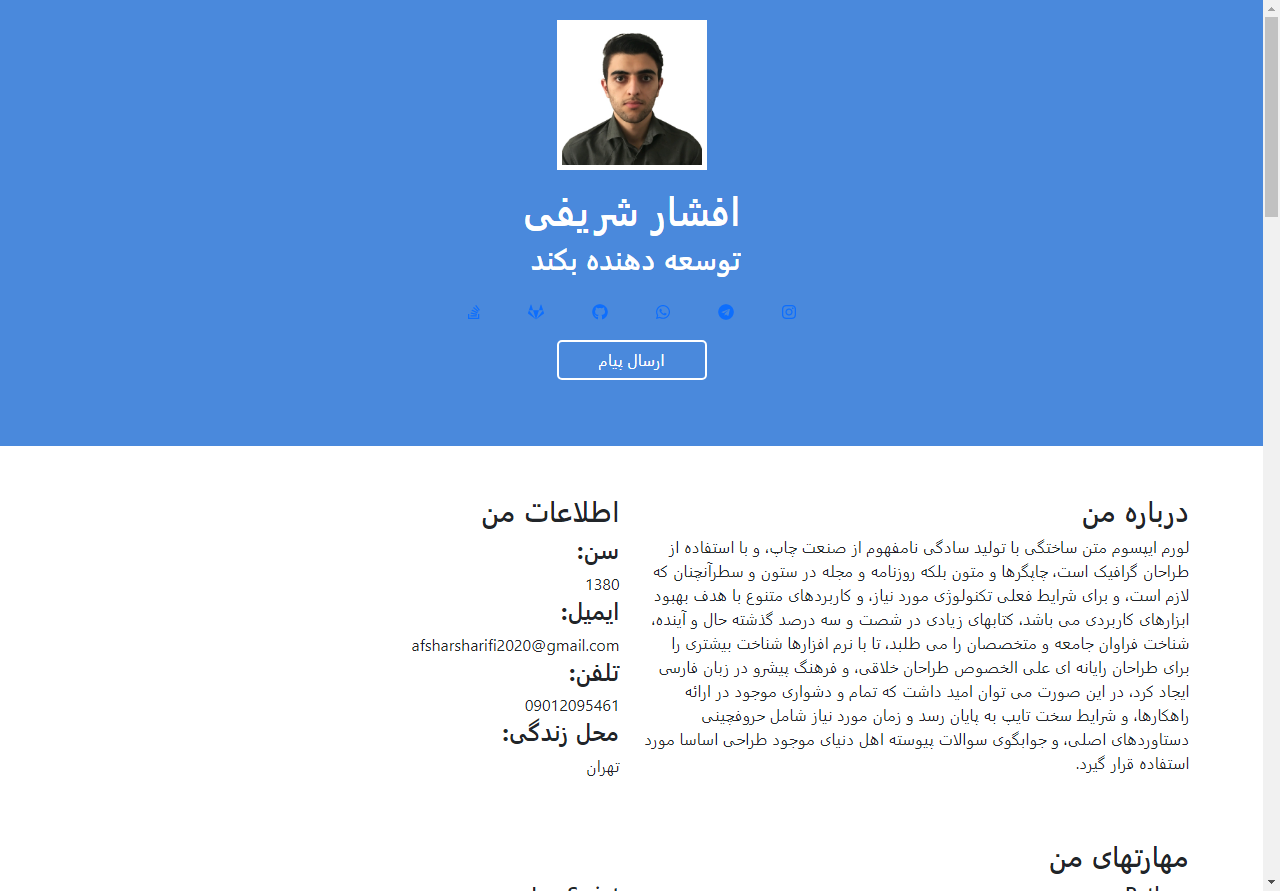 افشار شریفی
توسعه دهنده بکند
ارسال پیام
درباره من
لورم ایپسوم متن ساختگی با تولید سادگی نامفهوم از صنعت چاپ، و با استفاده از
طراحان گرافیک است، چاپگرها و متون بلکه روزنامه و مجله در ستون و سطرآنچنان که
لازم است، و برای شرایط فعلی تکنولوژی مورد نیاز، و کاربردهای متنوع با هدف بهبود
ابزارهای کاربردی می باشد، کتابهای زیادی در شصت و سه درصد گذشته حال و آینده،
شناخت فراوان جامعه و متخصصان را می طلبد، تا با نرم افزارها شناخت بیشتری را
برای طراحان رایانه ای علی الخصوص طراحان خلاقی، و فرهنگ پیشرو در زبان فارسی
ایجاد کرد، در این صورت می توان امید داشت که تمام و دشواری موجود در ارائه
راهکارها، و شرایط سخت تایپ به پایان رسد و زمان مورد نیاز شامل حروفچینی
دستاوردهای اصلی، و جوابگوی سوالات پیوسته اهل دنیای موجود طراحی اساسا مورد
استفاده قرار گیرد.
اطلاعات من
سن:
1380
ایمیل:
afsharsharifi2020@gmail.com
تلفن:
09012095461
محل زندگی:
تهران
مهارتهای من